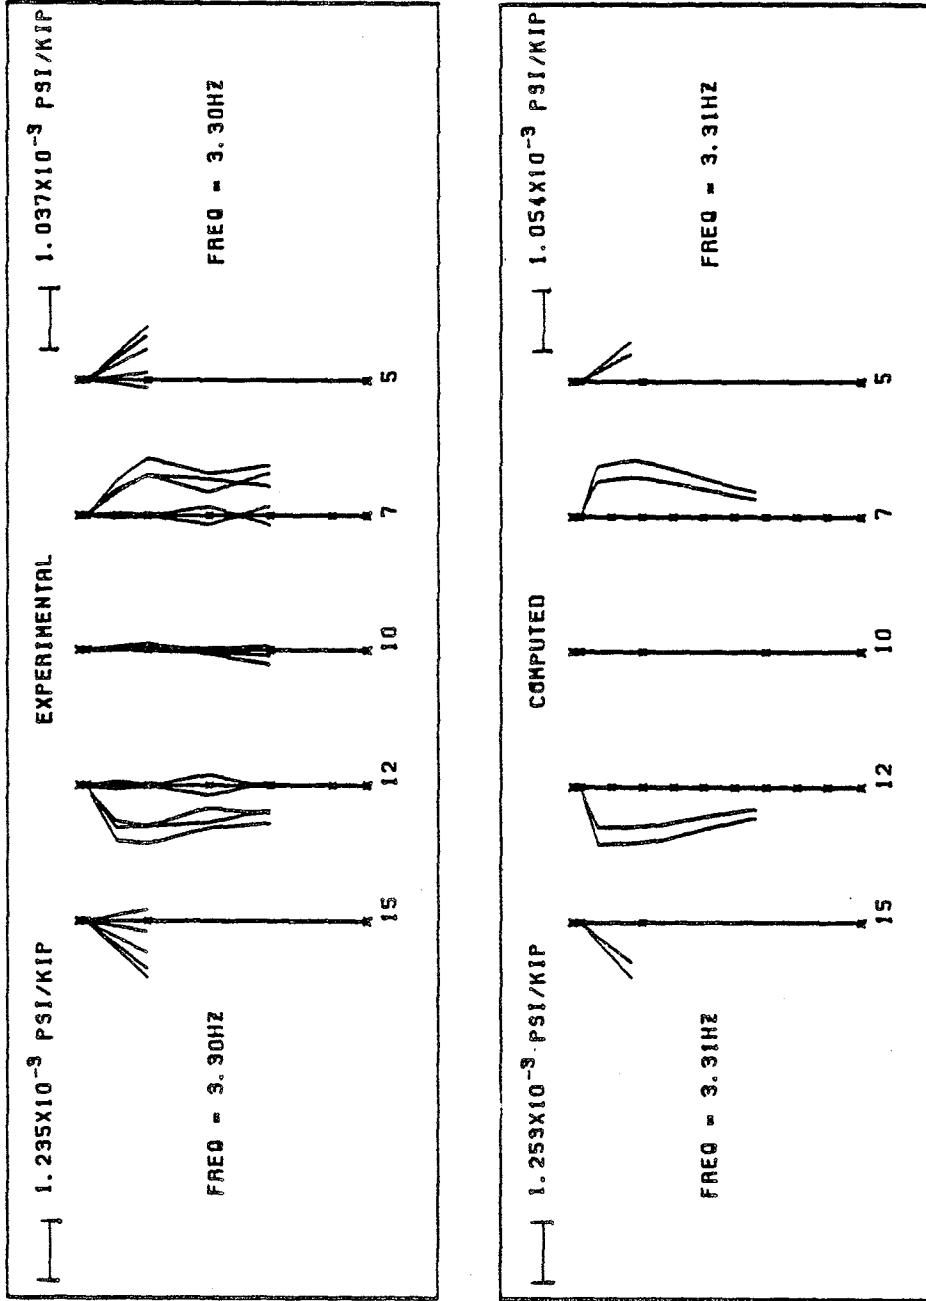 1.235X10⁻³ PSI/KIP
EXPERIMENTAL
1.037X10⁻³ PSI/KIP
FREQ = 3.30HZ
FREQ = 3.30HZ
15 12 10 7 5
1.259X10⁻³ PSI/KIP
COMPUTED
1.054X10⁻³ PSI/KIP
FREQ = 3.31HZ
FREQ = 3.31HZ
15 12 10 7 5